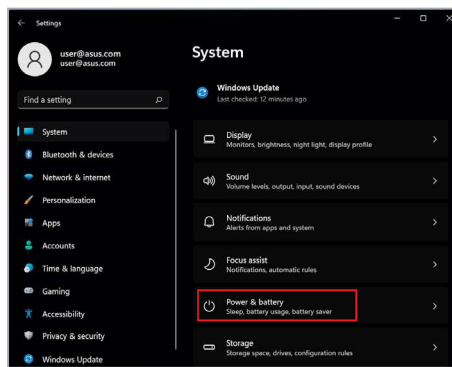 Settings
user@asus.com
user@asus.com
Find a setting
System
Bluetooth & devices
Network & internet
Personalization
Apps
Accounts
Time & language
Gaming
Accessibility
Privacy & security
Windows Update
System
Windows Update
Last checked: 12 minutes ago
Display
Monitors, brightness, night light, display profile
Sound
Volume levels, output, input, sound devices
Notifications
Alerts from apps and system
Focus assist
Notifications, automatic rules
Power & battery
Sleep, battery usage, battery saver
Storage
Storage space, drives, configuration rules